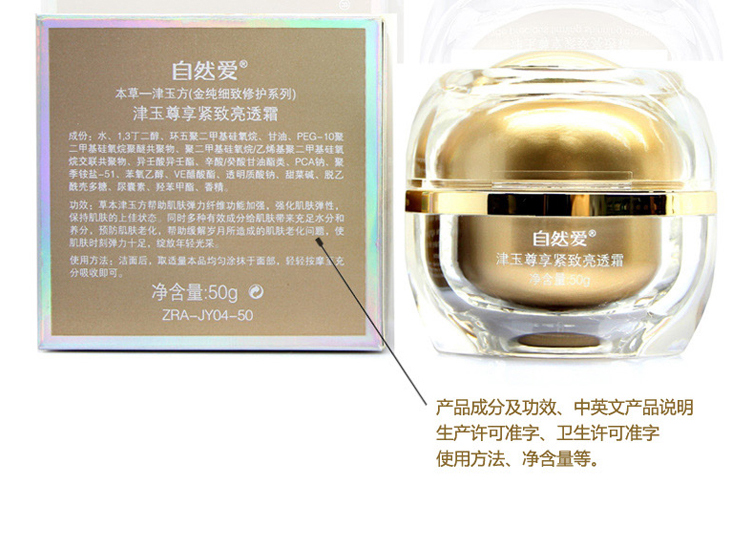 自然爱®
本草—津玉方(金纯细致修护系列)
津玉尊享紧致亮透霜
成份：水、1,3丁二醇、环五聚二甲基硅氧烷、甘油、PEG-10聚
二甲基硅氧烷聚醚共聚物、聚二甲基硅氧烷/乙烯基聚二甲基硅氧
烷交联共聚物、异壬酸异壬酯、辛酸/癸酸甘油酯类、PCA钠、聚
季铵盐-51、苯氧乙醇、VE醋酸酯、透明质酸钠、甜菜碱、脱乙
酰壳多糖、尿囊素、羟苯甲酯、香精。
功效：草本津玉方帮助肌肤弹力纤维功能加强，强化肌肤弹性，
保持肌肤的上佳状态。同时多种有效成分给肌肤带来充足水分和
养分，预防肌肤老化，帮助缓解岁月所造成的肌肤老化问题，使
肌肤时刻弹力十足，绽放年轻光采。
使用方法：洁面后，取适量本品均匀涂抹于面部，轻轻按摩至充
分吸收即可。
净含量:50g
ZRA-JY04-50
自然爱®
津玉尊享紧致亮透霜
净含量:50g
产品成分及功效、中英文产品说明
生产许可准字、卫生许可准字
使用方法、净含量等。